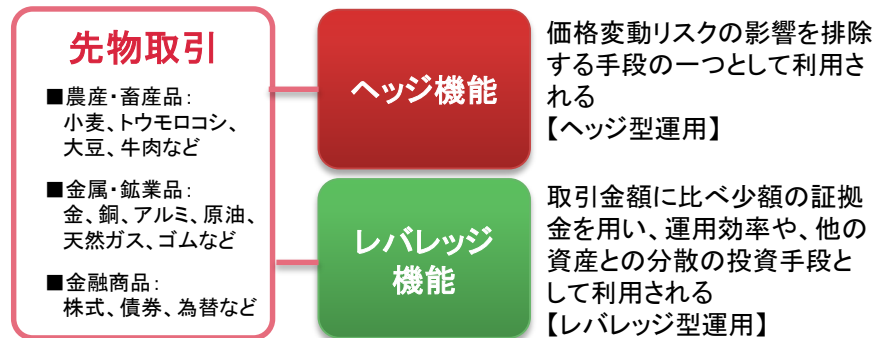 先物取引
■農産・畜産品：
小麦、トウモロコシ、
大豆、牛肉など
■金属・鉱業品：
金、銅、アルミ、原油、
天然ガス、ゴムなど
■金融商品：
株式、債券、為替など
ヘッジ機能
価格変動リスクの影響を排除
する手段の一つとして利用さ
れる
【ヘッジ型運用】
レバレッジ
機能
取引金額に比べ少額の証拠
金を用い、運用効率や、他の
資産との分散の投資手段と
して利用される
【レバレッジ型運用】